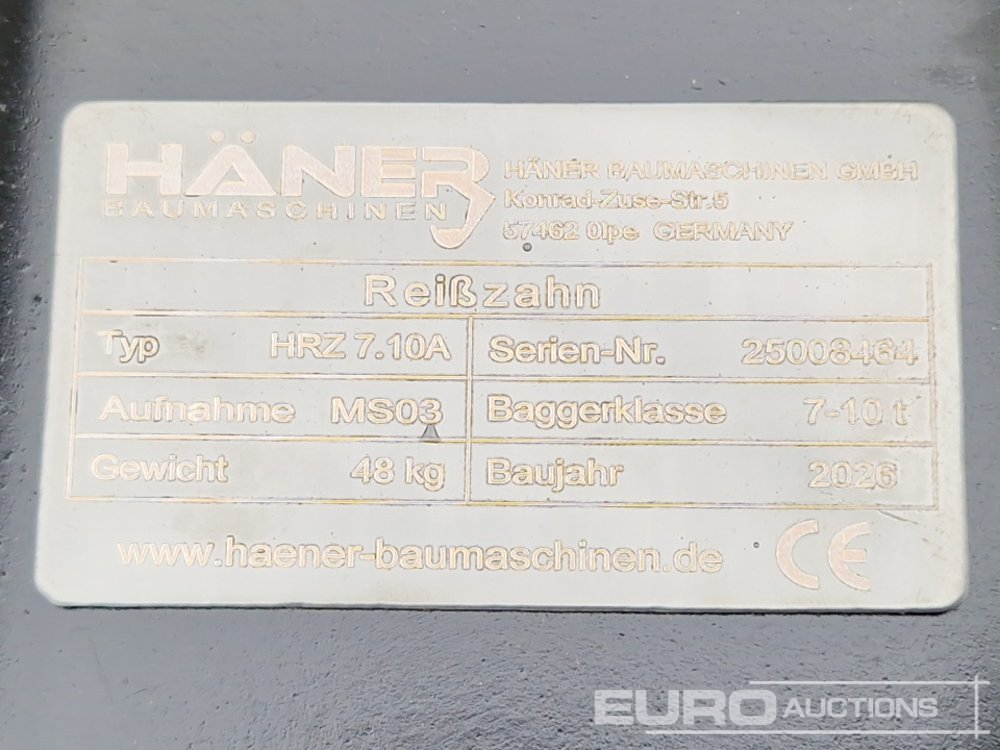 HÄNER
BAUMASCHINEN
HÄNER BAUMASCHINEN GMBH
Konrad-Zuse-Str.5
57462 Olpe GERMANY
Reißzahn
Typ HRZ 7.10A Serien-Nr. 25008464
Aufnahme MS03 Baggerklasse 7-10 t
Gewicht 48 kg Baujahr 2026
www.haener-baumaschinen.de CE
EURO AUCTIONS